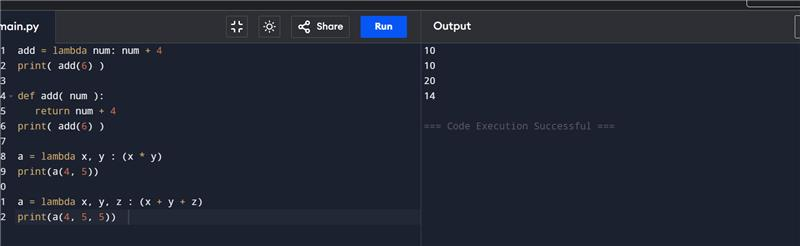 main.py
Share
Run
Output
1 add = lambda num: num + 4
2 print( add(6) )
3
4 def add( num ):
5 return num + 4
6 print( add(6) )
7
8 a = lambda x, y : (x * y)
9 print(a(4, 5))
0
1 a = lambda x, y, z : (x + y + z)
2 print(a(4, 5, 5))
10
10
20
14
=== Code Execution Successful ===